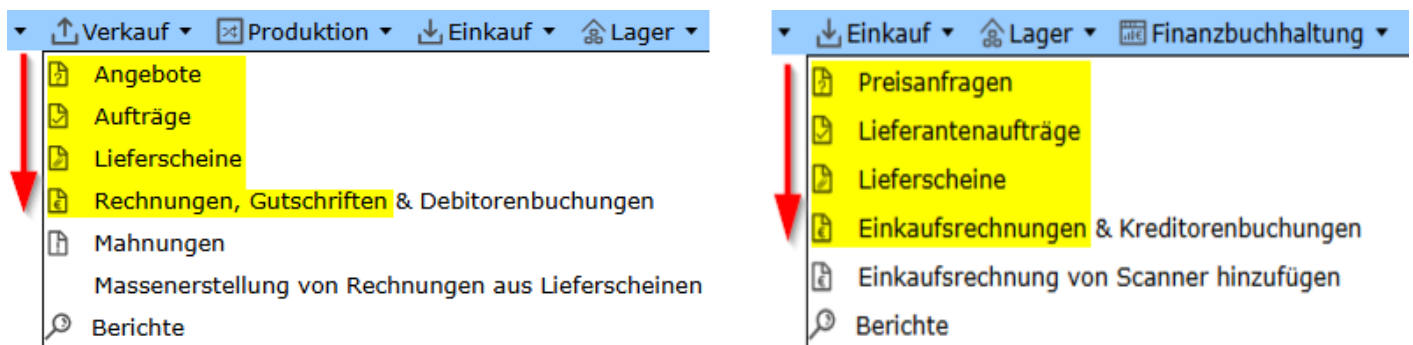 Verkauf Produktion Einkauf Lager
Angebote
Aufträge
Lieferscheine
Rechnungen, Gutschriften & Debitorenbuchungen
Mahnungen
Massenerstellung von Rechnungen aus Lieferscheinen
Berichte
Einkauf Lager Finanzbuchhaltung
Preisanfragen
Lieferantenaufträge
Lieferscheine
Einkaufsrechnungen & Kreditorenbuchungen
Einkaufsrechnung von Scanner hinzufügen
Berichte